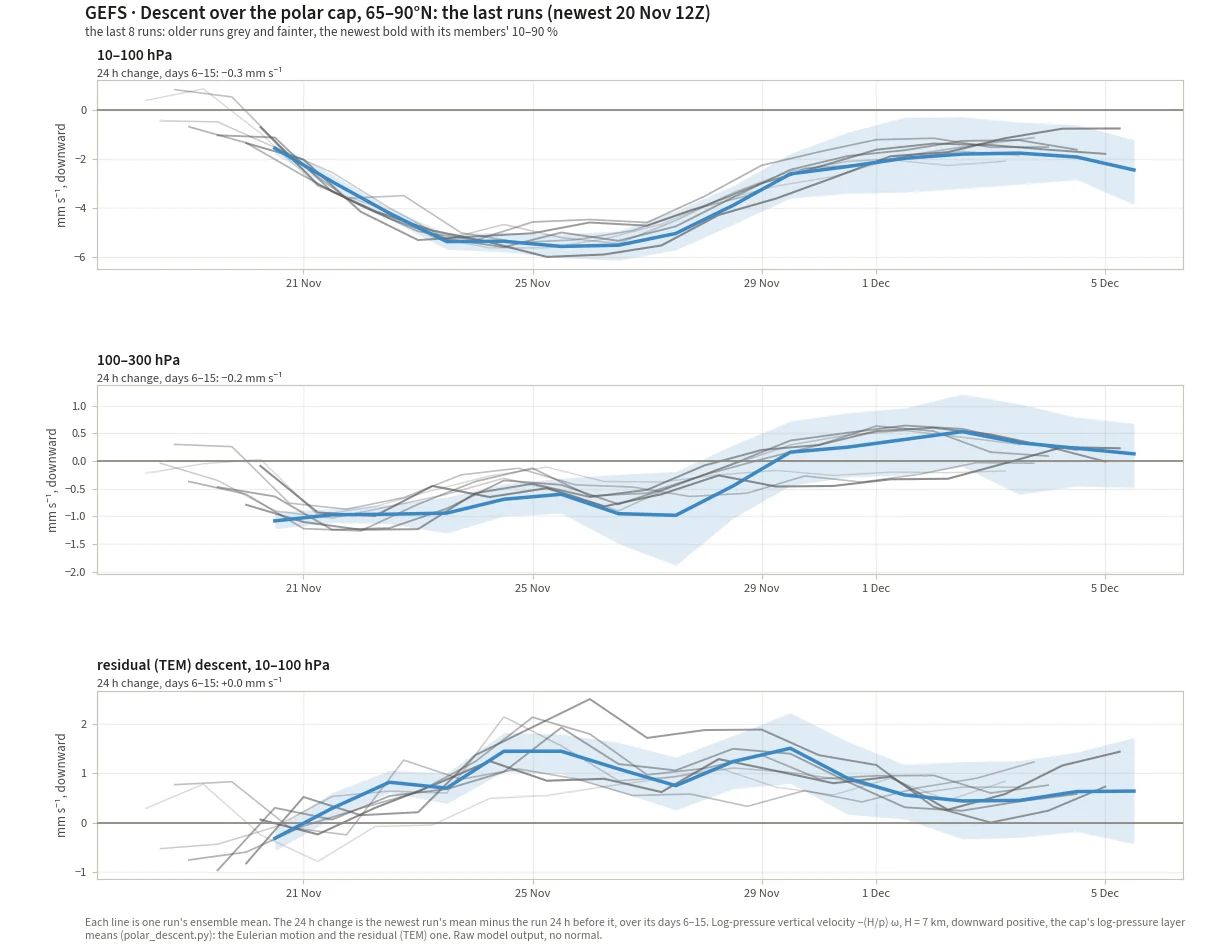 GEFS · Descent over the polar cap, 65–90°N: the last runs (newest 20 Nov 12Z)
the last 8 runs: older runs grey and fainter, the newest bold with its members' 10–90 %
10–100 hPa
24 h change, days 6–15: −0.3 mm s⁻¹
mm s⁻¹, downward
0
−2
−4
−6
21 Nov
25 Nov
29 Nov
1 Dec
5 Dec
100–300 hPa
24 h change, days 6–15: −0.2 mm s⁻¹
mm s⁻¹, downward
1.0
0.5
0.0
−0.5
−1.0
−1.5
−2.0
21 Nov
25 Nov
29 Nov
1 Dec
5 Dec
residual (TEM) descent, 10–100 hPa
24 h change, days 6–15: +0.0 mm s⁻¹
mm s⁻¹, downward
2
1
0
−1
21 Nov
25 Nov
29 Nov
1 Dec
5 Dec
Each line is one run's ensemble mean. The 24 h change is the newest run's mean minus the run 24 h before it, over its days 6–15. Log-pressure vertical velocity −(H/p) ω, H = 7 km, downward positive, the cap's log-pressure layer
means (polar_descent.py): the Eulerian motion and the residual (TEM) one. Raw model output, no normal.